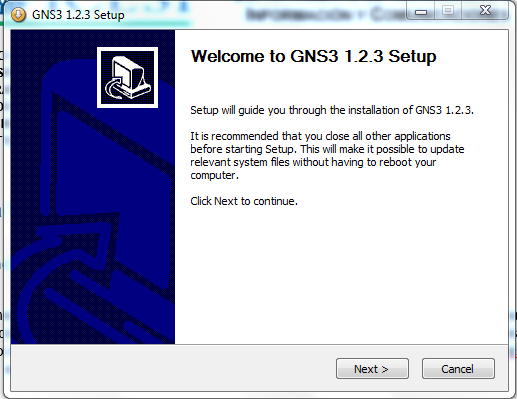 GNS3 1.2.3 Setup
Welcome to GNS3 1.2.3 Setup
Setup will guide you through the installation of GNS3 1.2.3.
It is recommended that you close all other applications
before starting Setup. This will make it possible to update
relevant system files without having to reboot your
computer.
Click Next to continue.
Next >
Cancel